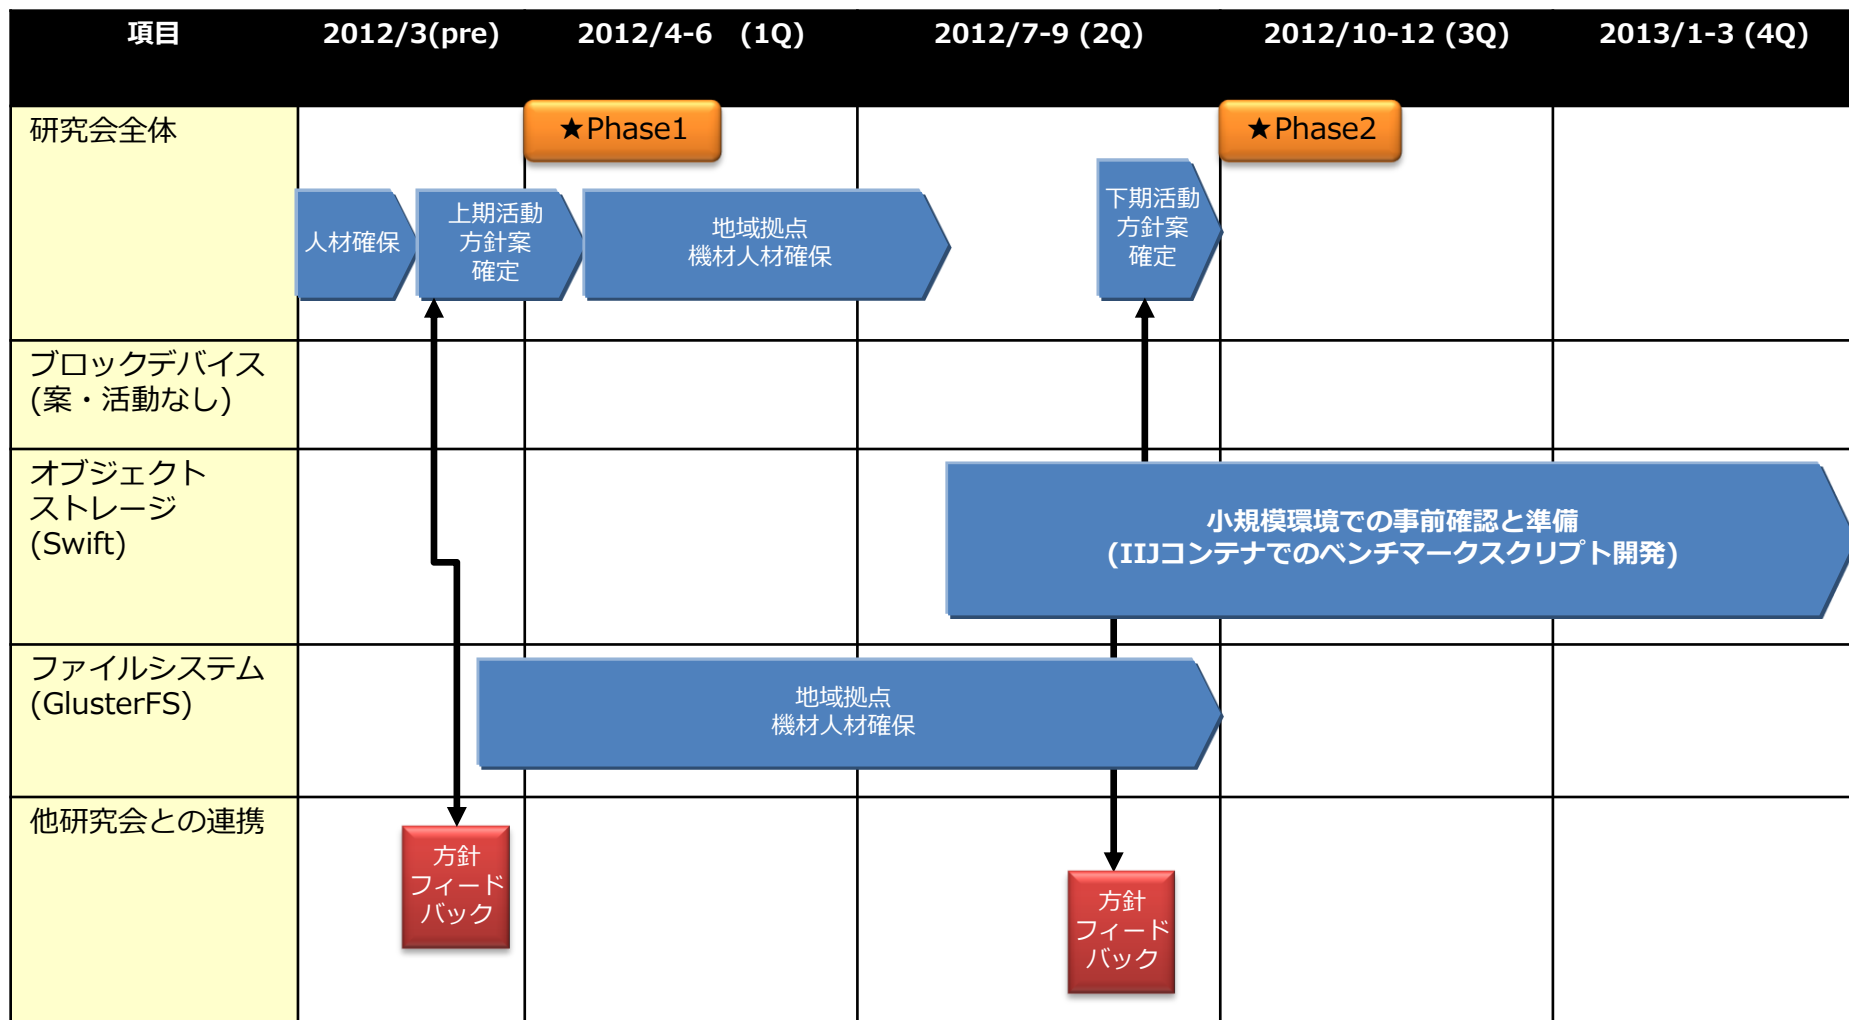 項目
2012/3(pre)
2012/4-6　(1Q)
2012/7-9 (2Q)
2012/10-12 (3Q)
2013/1-3 (4Q)
研究会全体
★Phase1
★Phase2
人材確保
上期活動
方針案
確定
地域拠点
機材人材確保
下期活動
方針案
確定
ブロックデバイス
(案・活動なし)
オブジェクト
ストレージ
(Swift)
小規模環境での事前確認と準備
(IIJコンテナでのベンチマークスクリプト開発)
ファイルシステム
(GlusterFS)
地域拠点
機材人材確保
他研究会との連携
方針
フィード
バック
方針
フィード
バック